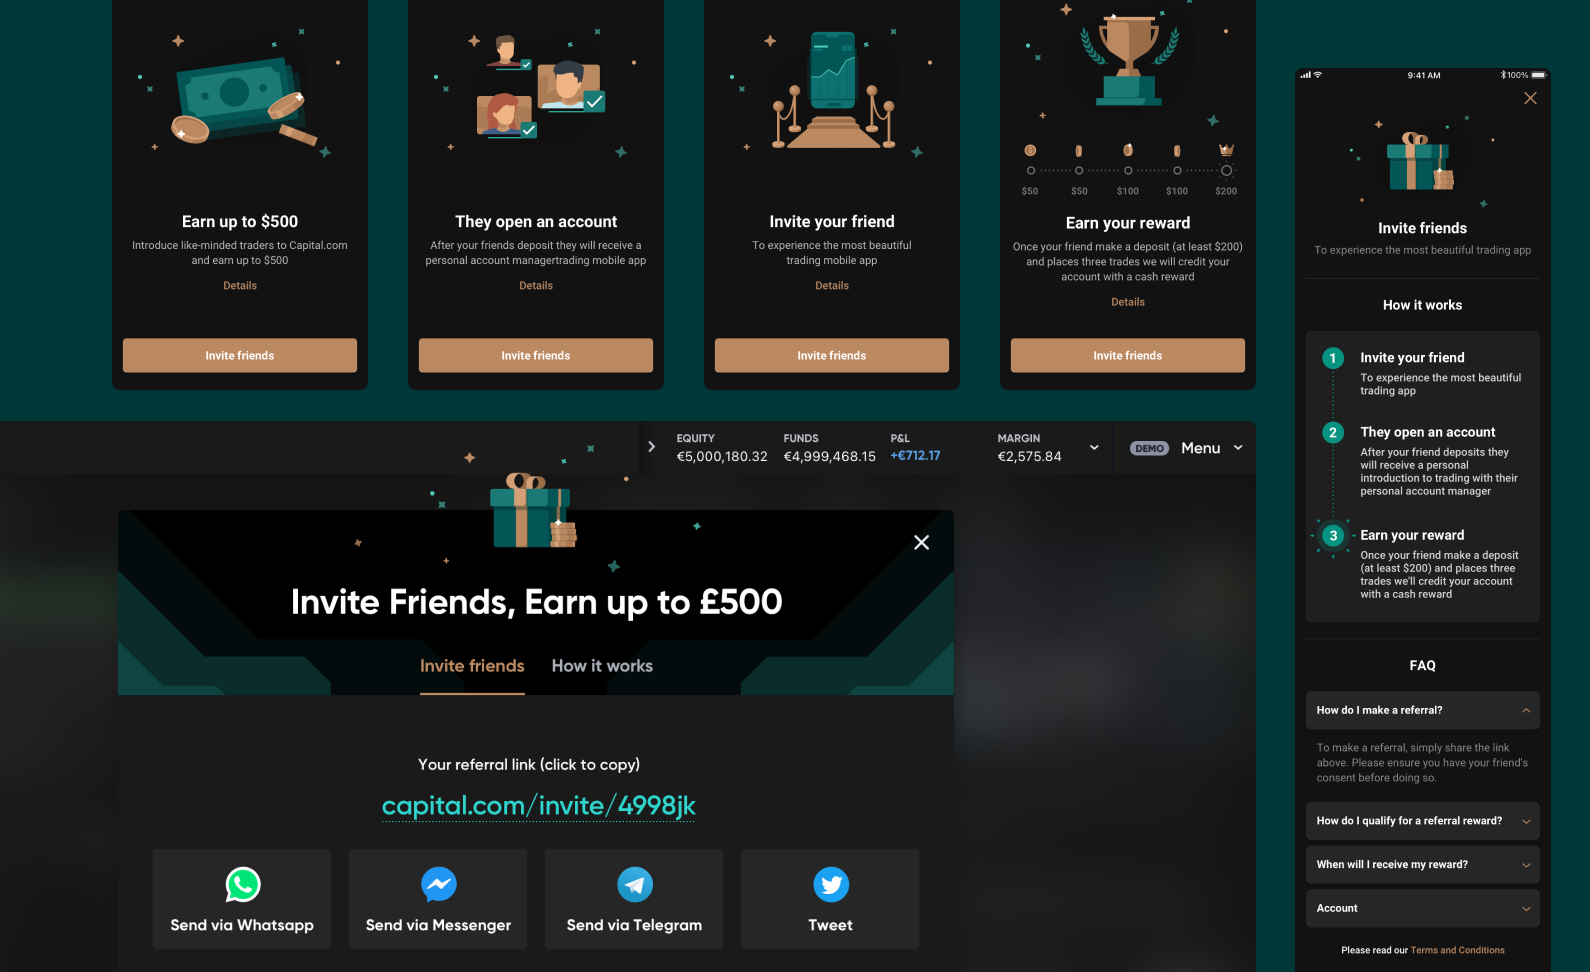 Earn up to $500
Introduce like-minded traders to Capital.com
and earn up to $500
Details
Invite friends
They open an account
After your friends deposit they will receive a
personal account managertrading mobile app
Details
Invite friends
Invite your friend
To experience the most beautiful
trading mobile app
Details
Invite friends
$50
$50
$100
$100
$200
Earn your reward
Once your friend make a deposit (at least $200)
and places three trades we will credit your
account with a cash reward
Details
Invite friends
EQUITY
€5,000,180.32
FUNDS
€4,999,468.15
P&L
+€712.17
MARGIN
€2,575.84
DEMO
Menu
Invite Friends, Earn up to £500
Invite friends
How it works
Your referral link (click to copy)
capital.com/invite/4998jk
Send via Whatsapp
Send via Messenger
Send via Telegram
Tweet
9:41 AM
100%
Invite friends
To experience the most beautiful trading app
How it works
1
Invite your friend
To experience the most beautiful
trading app
2
They open an account
After your friend deposits they
will receive a personal
introduction to trading with their
personal account manager
3
Earn your reward
Once your friend make a deposit
(at least $200) and places three
trades we'll credit your account
with a cash reward
FAQ
How do I make a referral?
To make a referral, simply share the link
above. Please ensure you have your friend's
consent before doing so.
How do I qualify for a referral reward?
When will I receive my reward?
Account
Please read our Terms and Conditions